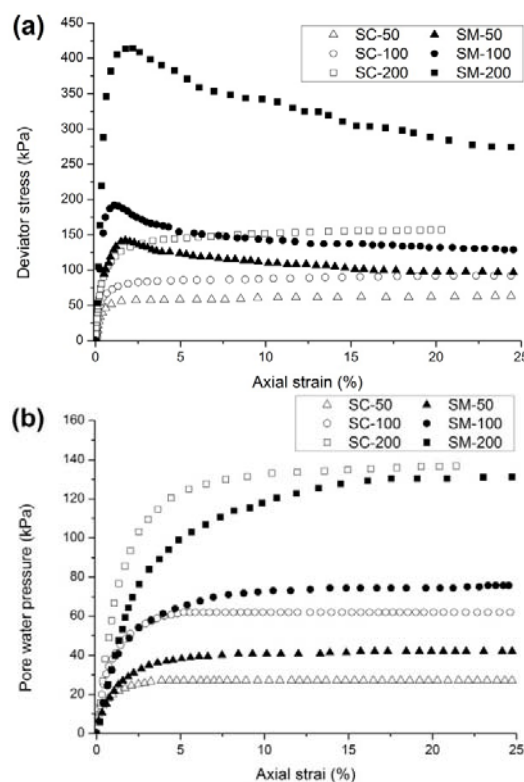 (a)
450
400
350
300
250
200
150
100
50
0
Deviator stress (kPa)
SC-50 SM-50
SC-100 SM-100
SC-200 SM-200
0 5 10 15 20 25
Axial strain (%)
(b)
160
140
120
100
80
60
40
20
0
Pore water pressure (kPa)
SC-50 SM-50
SC-100 SM-100
SC-200 SM-200
0 5 10 15 20 25
Axial strai (%)